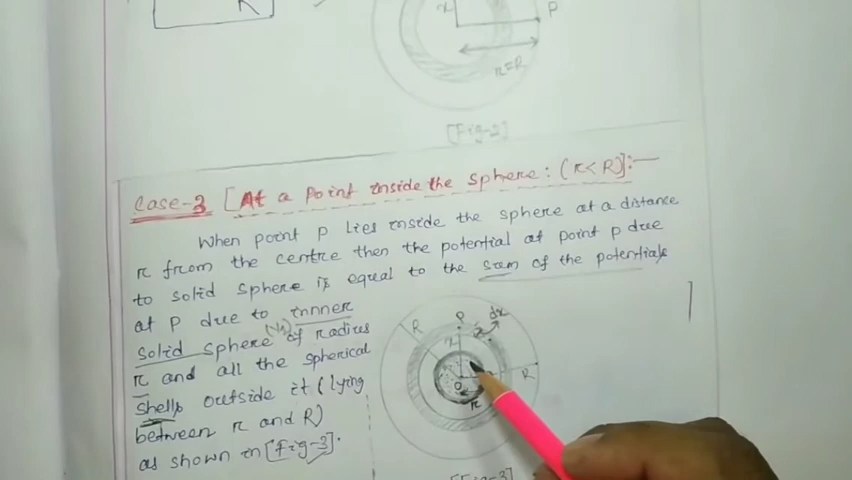 R
x
P
r=R
[Fig-2]
Case-3 [At a point inside the sphere: (r<R)]:-
When point P lies inside the sphere at a distance
r from the centre then the potential at point P due
to solid sphere is equal to the sum of the potentials
at P due to innner
(V1)
solid sphere of radius
r and all the spherical
shells outside it (lying
between r and R)
as shown in [Fig-3].
R
P
dx
x
x
O
R
r
[Fig-3]